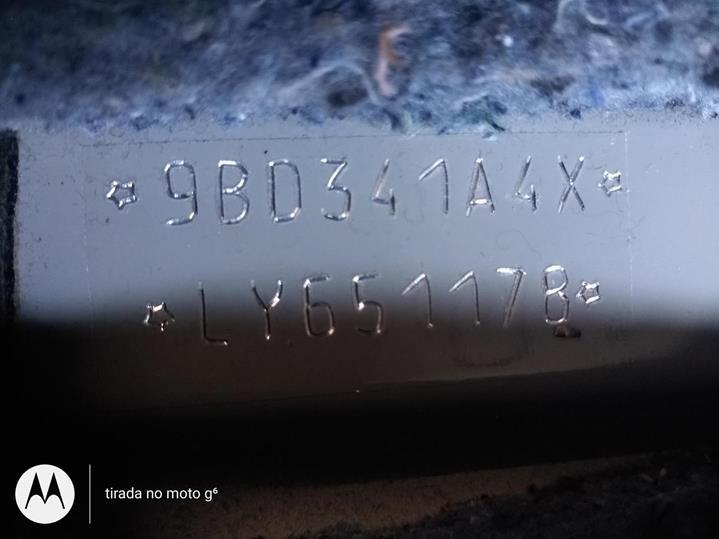 ☆9BD341A4X☆
☆LY651178☆
tirada no moto g⁶